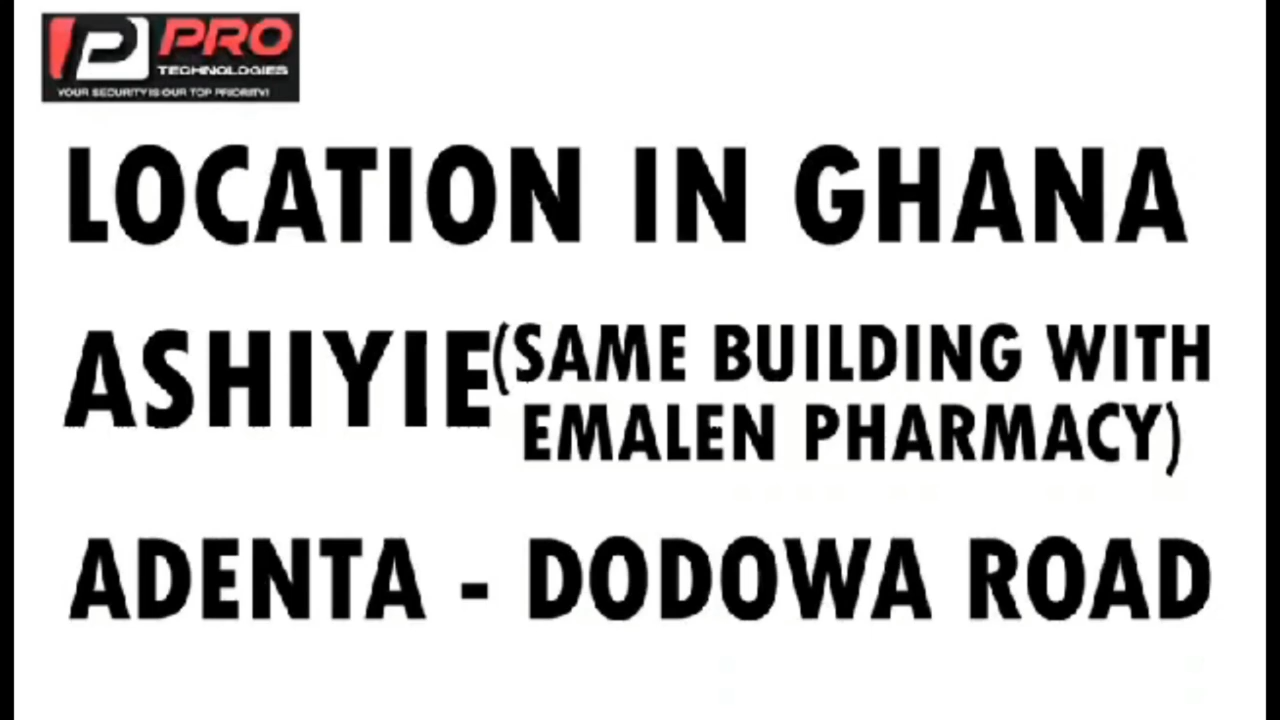 PRO
TECHNOLOGIES
YOUR SECURITY IS OUR TOP PRIORITY!
LOCATION IN GHANA
ASHIYIE (SAME BUILDING WITH
EMALEN PHARMACY)
ADENTA - DODOWA ROAD